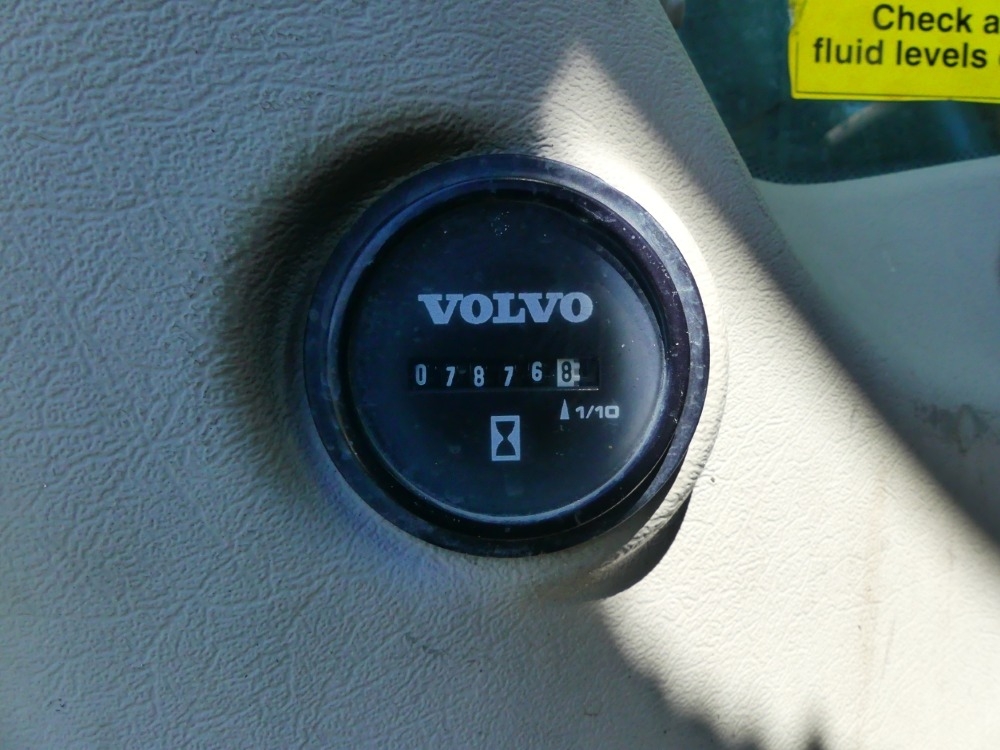 Check a
fluid levels
VOLVO
078768
1/10